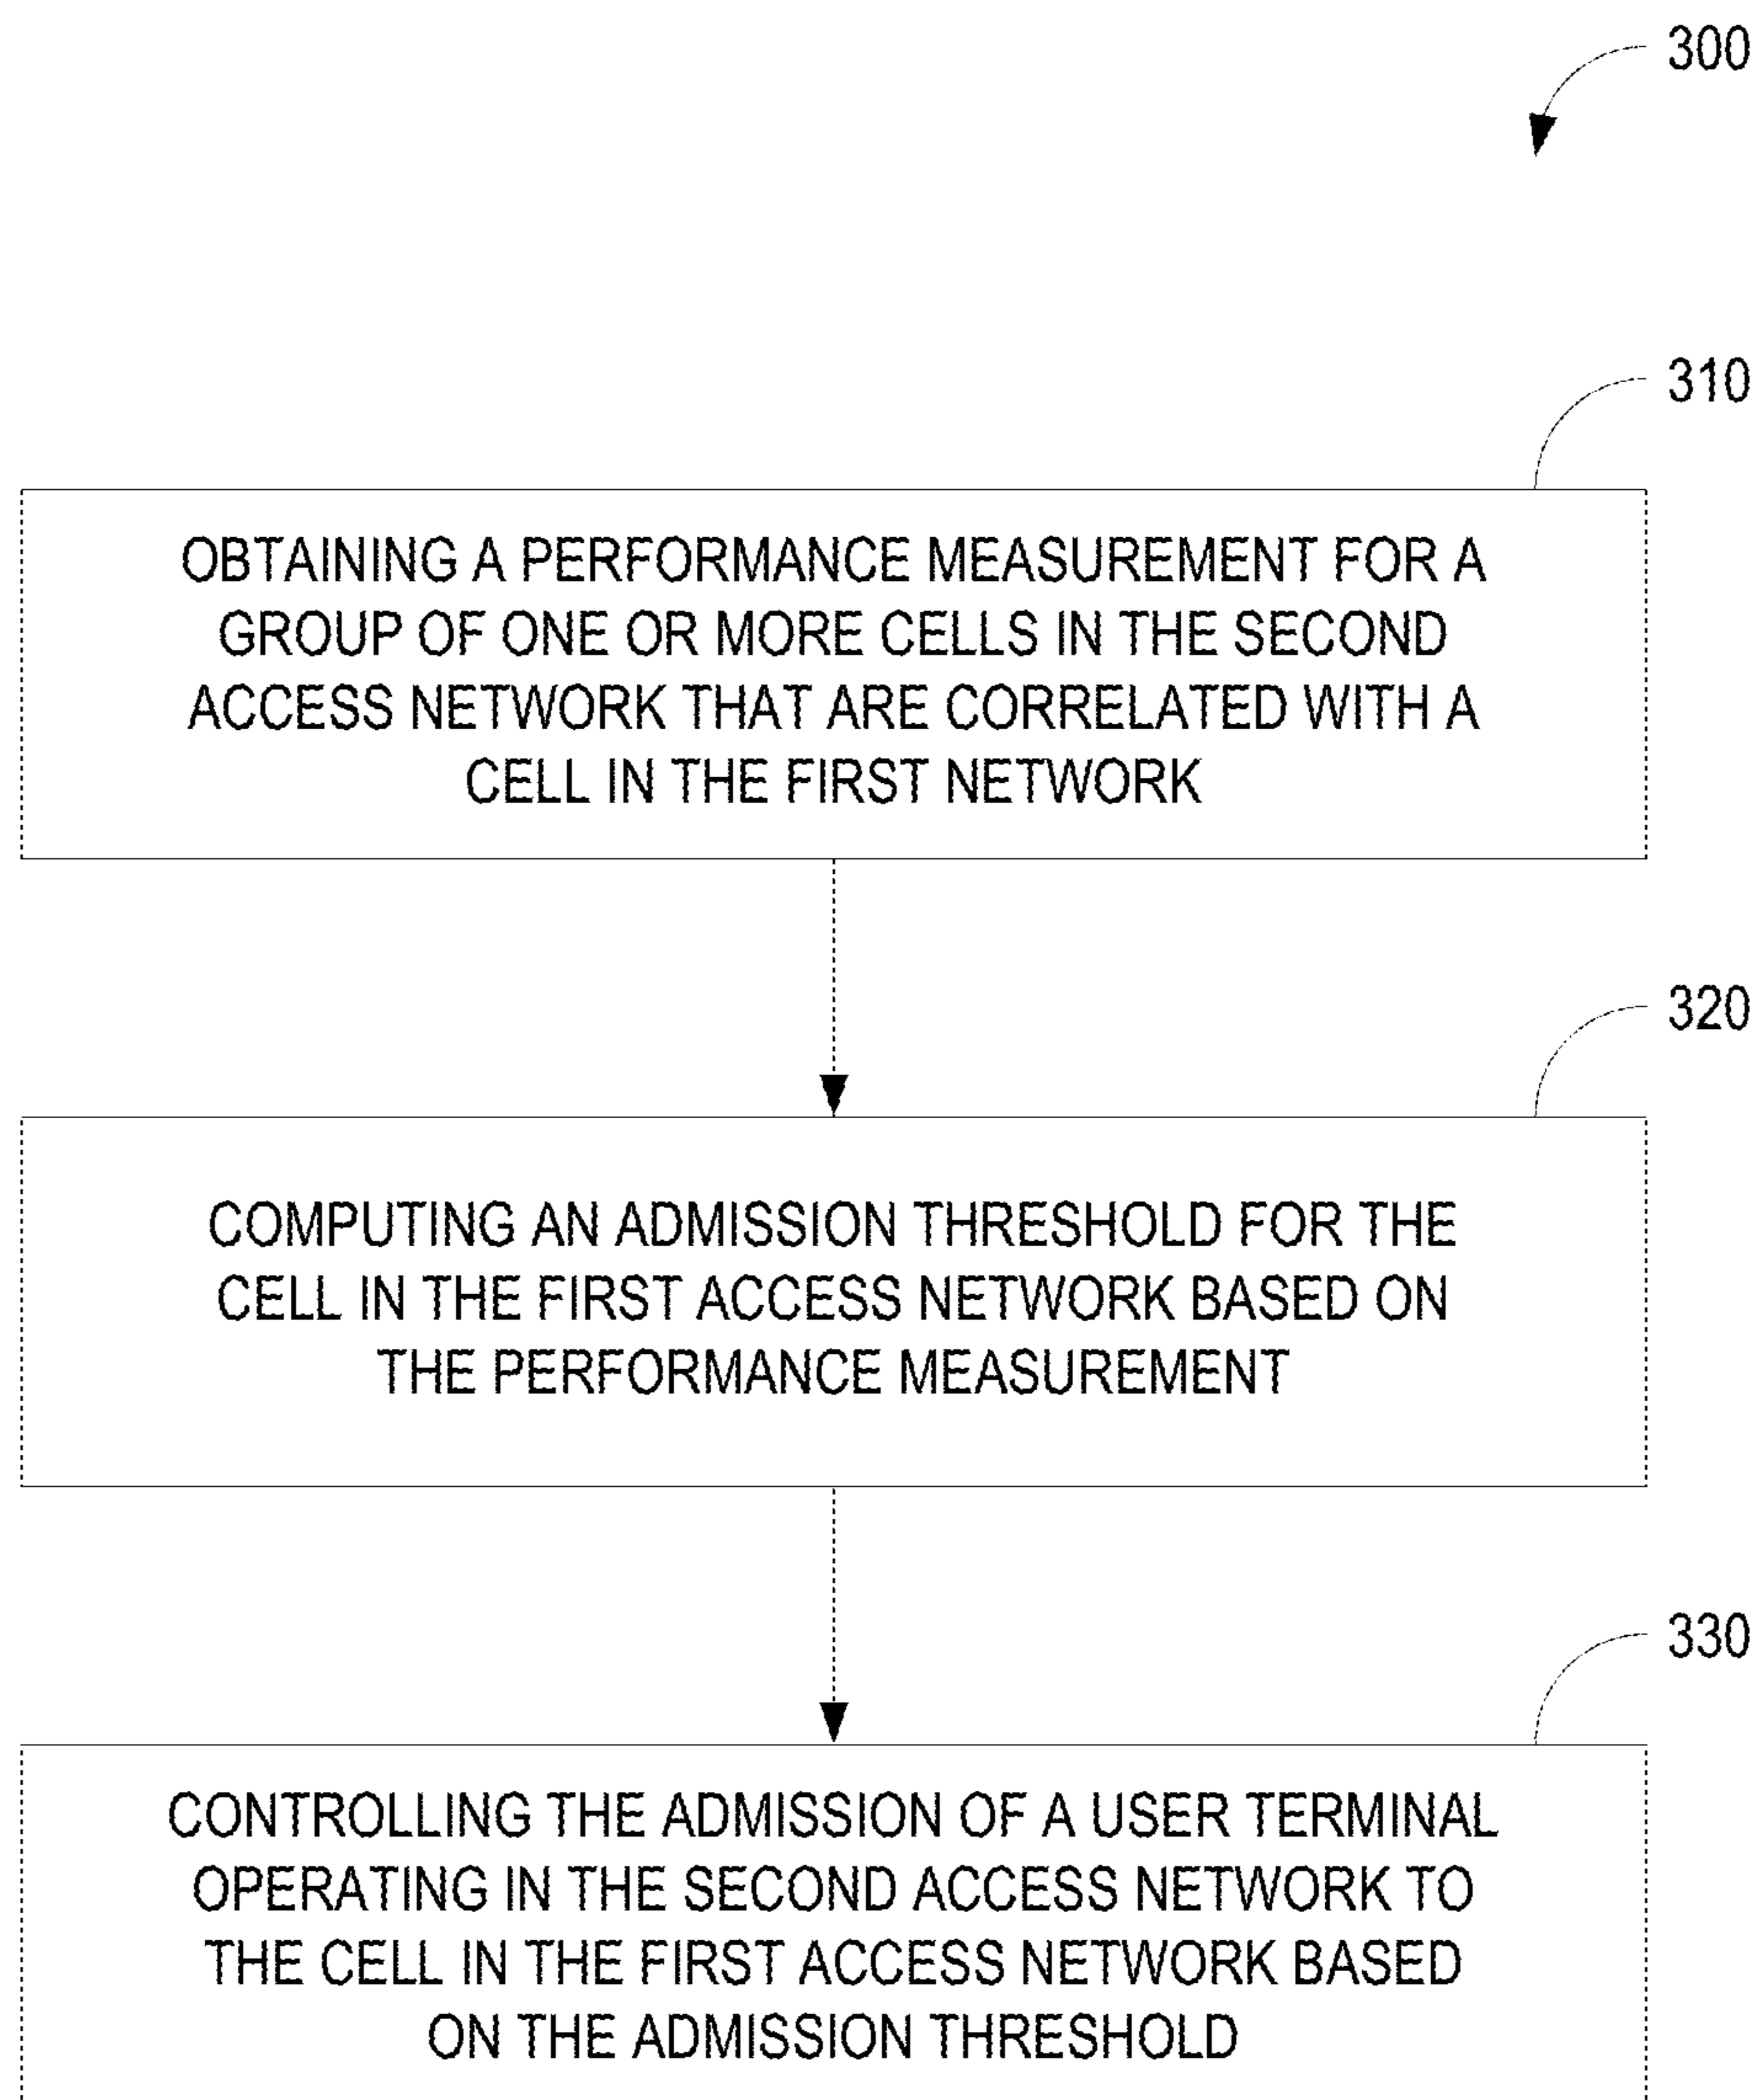 300
310
OBTAINING A PERFORMANCE MEASUREMENT FOR A
GROUP OF ONE OR MORE CELLS IN THE SECOND
ACCESS NETWORK THAT ARE CORRELATED WITH A
CELL IN THE FIRST NETWORK
320
COMPUTING AN ADMISSION THRESHOLD FOR THE
CELL IN THE FIRST ACCESS NETWORK BASED ON
THE PERFORMANCE MEASUREMENT
330
CONTROLLING THE ADMISSION OF A USER TERMINAL
OPERATING IN THE SECOND ACCESS NETWORK TO
THE CELL IN THE FIRST ACCESS NETWORK BASED
ON THE ADMISSION THRESHOLD